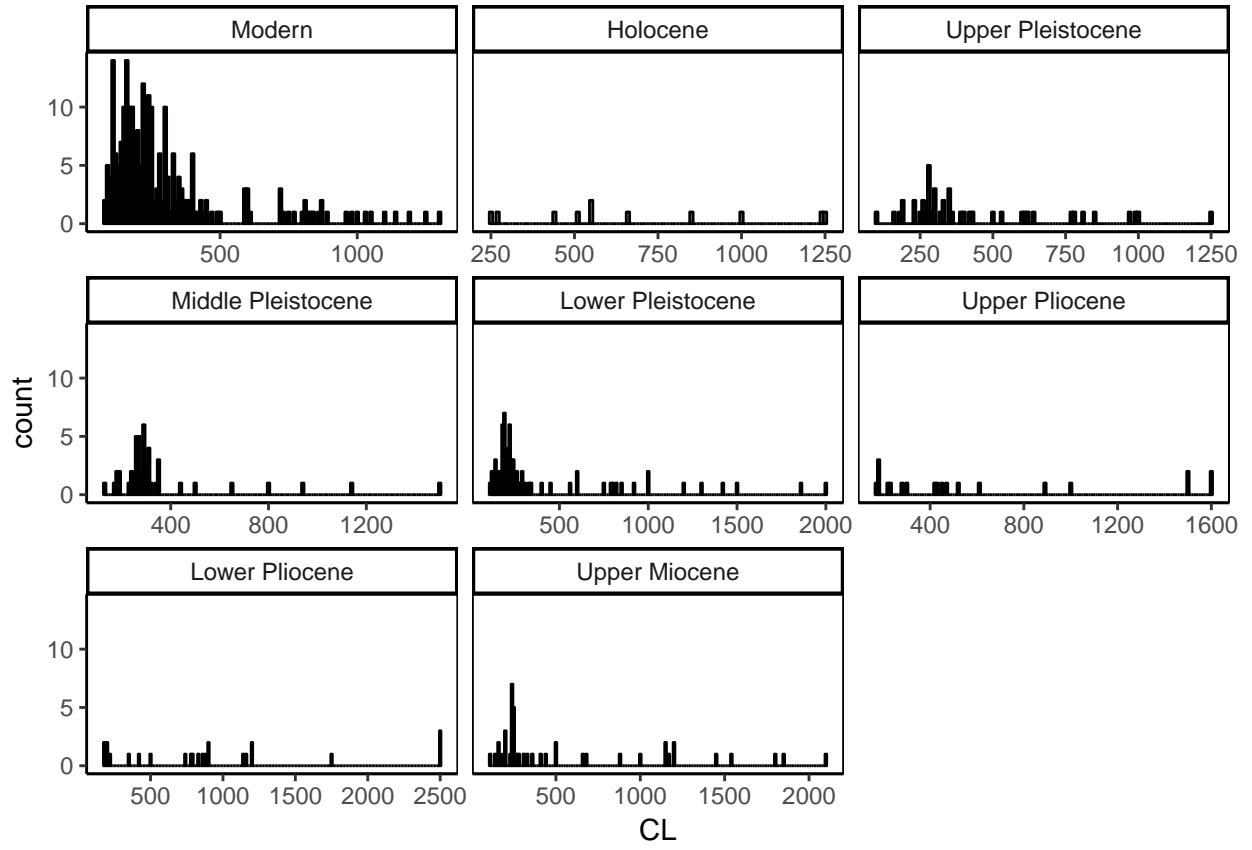 Modern Holocene Upper Pleistocene
10
5
0
500 1000 250 500 750 1000 1250 250 500 750 1000 1250
Middle Pleistocene Lower Pleistocene Upper Pliocene
10
5
0
400 800 1200 500 1000 1500 2000 400 800 1200 1600
Lower Pliocene Upper Miocene
10
5
0
500 1000 1500 2000 2500 500 1000 1500 2000
count
CL